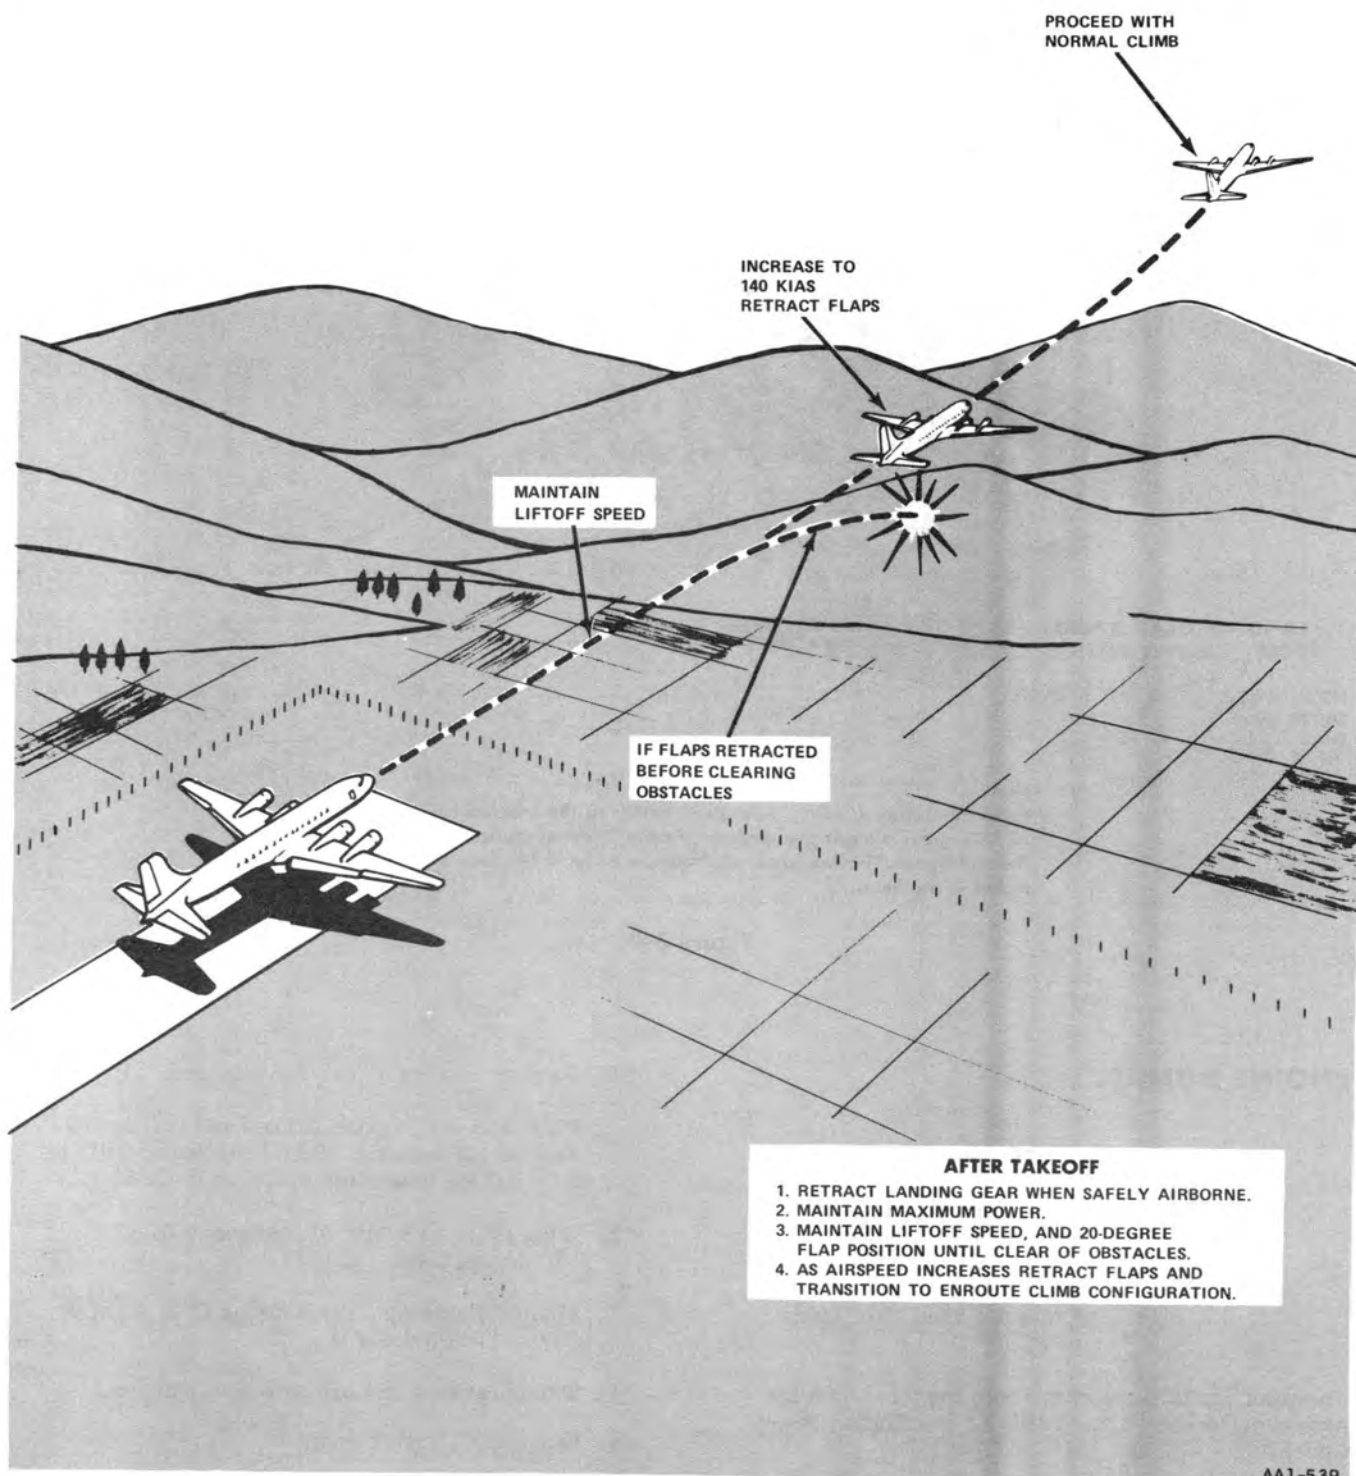 PROCEED WITH
NORMAL CLIMB
INCREASE TO
140 KIAS
RETRACT FLAPS
MAINTAIN
LIFTOFF SPEED
IF FLAPS RETRACTED
BEFORE CLEARING
OBSTACLES
AFTER TAKEOFF
1. RETRACT LANDING GEAR WHEN SAFELY AIRBORNE.
2. MAINTAIN MAXIMUM POWER.
3. MAINTAIN LIFTOFF SPEED, AND 20-DEGREE
FLAP POSITION UNTIL CLEAR OF OBSTACLES.
4. AS AIRSPEED INCREASES RETRACT FLAPS AND
TRANSITION TO ENROUTE CLIMB CONFIGURATION.